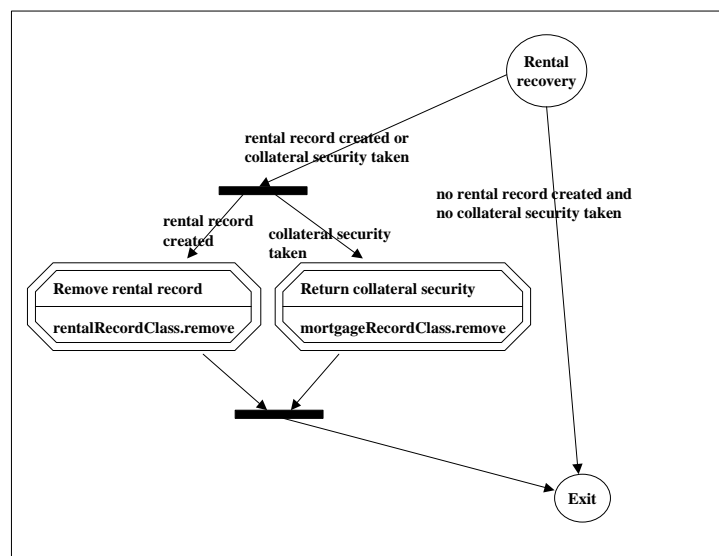 Rental
recovery
rental record created or
collateral security taken
no rental record created and
no collateral security taken
rental record
created
collateral security
taken
Remove rental record
rentalRecordClass.remove
Return collateral security
mortgageRecordClass.remove
Exit